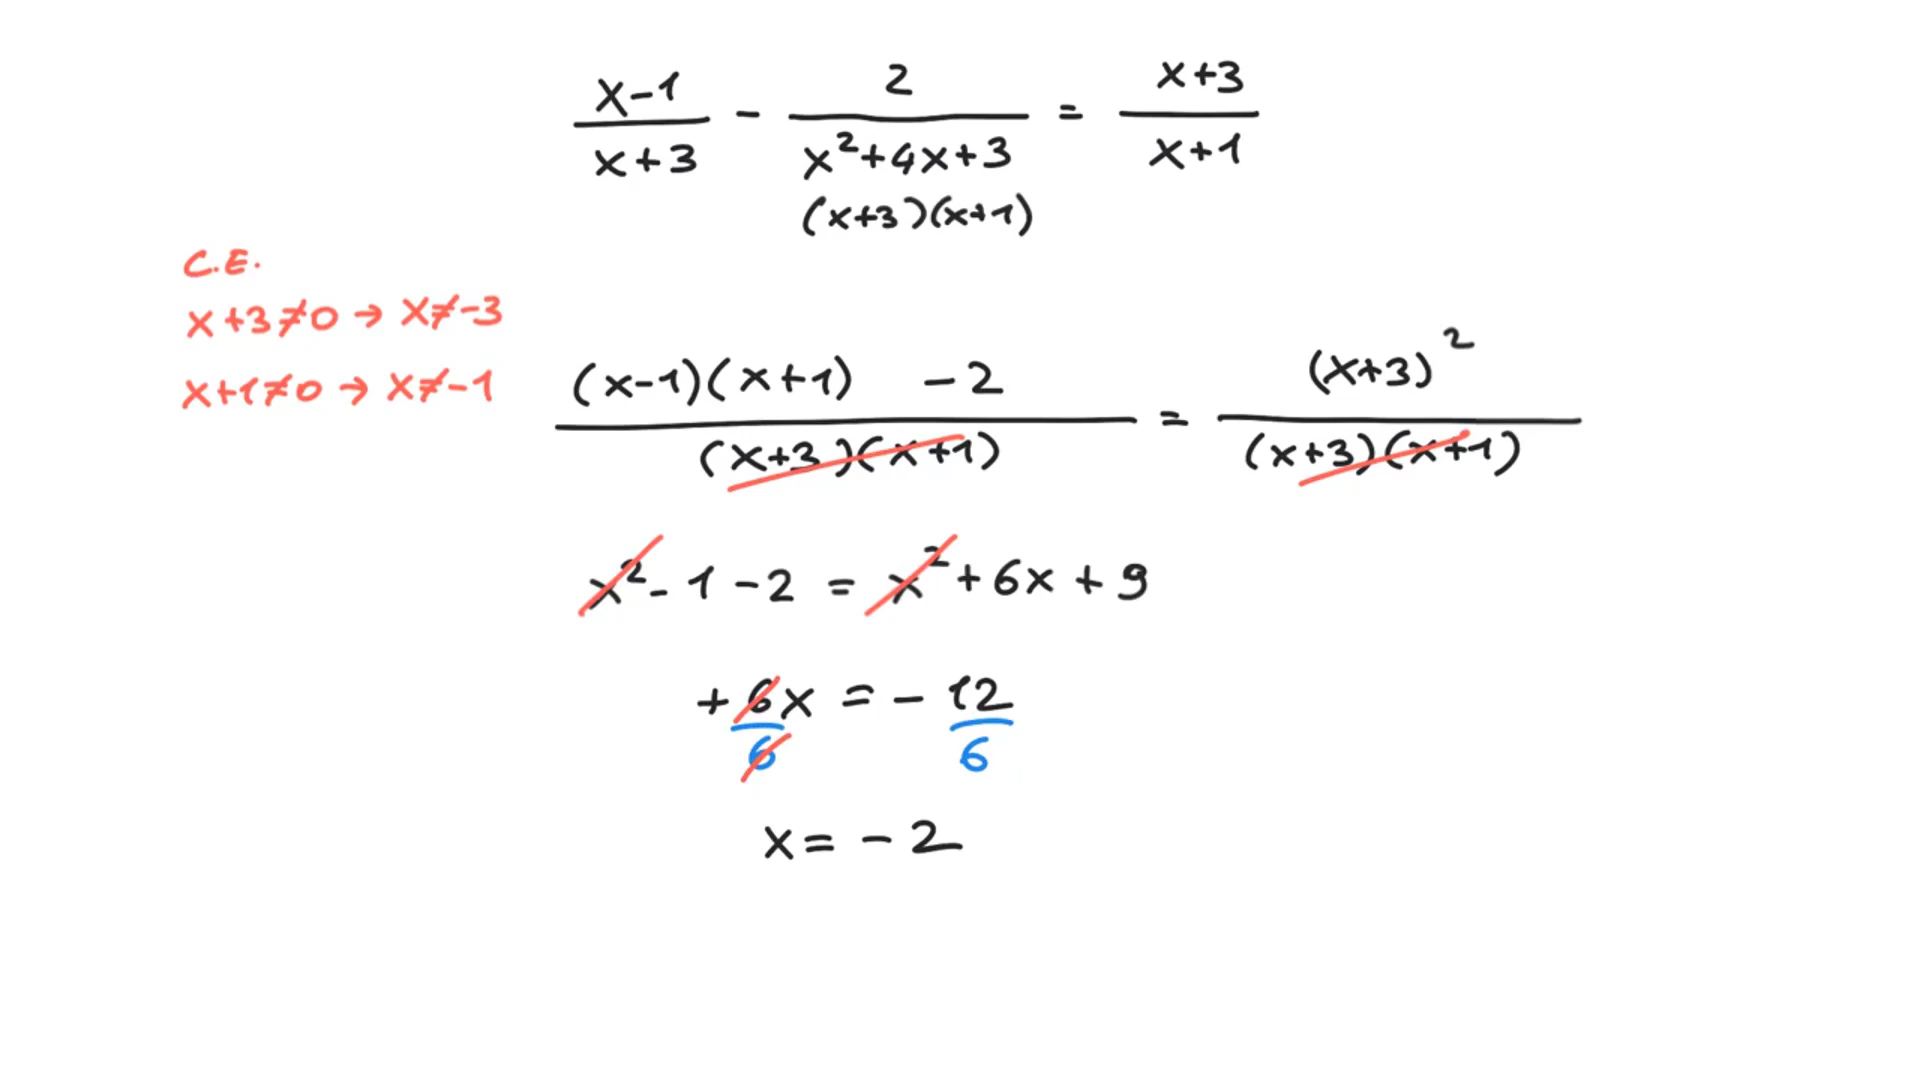 x-1/x+3 - 2/x²+4x+3 = x+3/x+1
(x+3)(x+1)
C.E.
x+3≠0 → x≠-3
x+1≠0 → x≠-1
(x-1)(x+1) -2/(x+3)(x+1) = (x+3)²/(x+3)(x+1)
x²-1-2 = x²+6x+9
+6x/6 = -12/6
x=-2